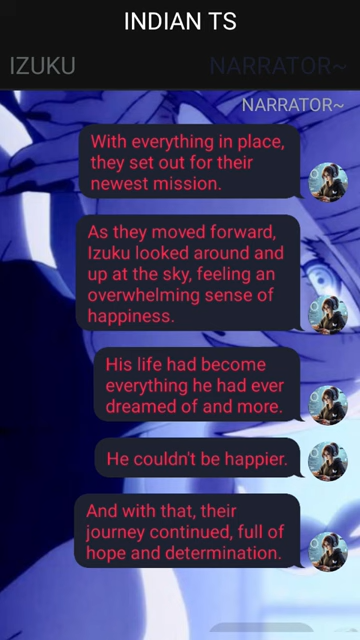 INDIAN TS
IZUKU
NARRATOR~
NARRATOR~
With everything in place,
they set out for their
newest mission.
As they moved forward,
Izuku looked around and
up at the sky, feeling an
overwhelming sense of
happiness.
His life had become
everything he had ever
dreamed of and more.
He couldn't be happier.
And with that, their
journey continued, full of
hope and determination.